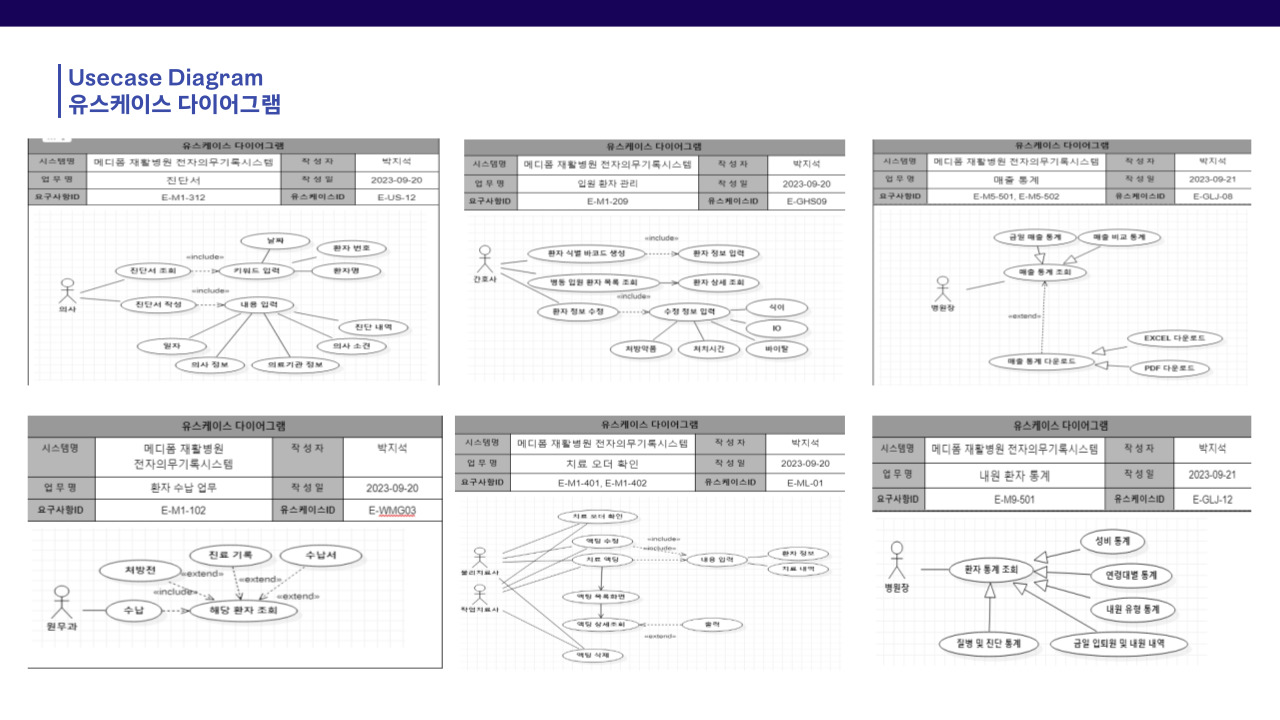 Usecase Diagram
유스케이스 다이어그램
유스케이스 다이어그램
시스템명 메디폼 재활병원 전자의무기록시스템 작 성 자 박지석
업 무 명 진단서 작 성 일 2023-09-20
요구사항ID E-M1-312 유스케이스ID E-US-12
날짜
환자 번호
«include»
진단서 조회
키워드 입력
환자명
의사
«include»
진단서 작성
내용 입력
진단 내역
일자
의사 소견
의사 정보
의료기관 정보
유스케이스 다이어그램
시스템명 메디폼 재활병원 전자의무기록시스템 작 성 자 박지석
업 무 명 입원 환자 관리 작 성 일 2023-09-20
요구사항ID E-M1-209 유스케이스ID E-GHS09
«include»
환자 식별 바코드 생성
환자 정보 입력
간호사
병동 입원 환자 목록 조회
환자 상세 조회
«include»
환자 정보 수정
수정 정보 입력
식이
IO
처방약품
처치시간
바이탈
유스케이스 다이어그램
시스템명 메디폼 재활병원 전자의무기록시스템 작 성 자 박지석
업 무 명 매출 통계 작 성 일 2023-09-21
요구사항ID E-M5-501, E-M5-502 유스케이스ID E-GLJ-08
금일 매출 통계
매출 비교 통계
매출 통계 조회
병원장
«extend»
EXCEL 다운로드
매출 통계 다운로드
PDF 다운로드
유스케이스 다이어그램
시스템명 메디폼 재활병원 전자의무기록시스템 작 성 자 박지석
업 무 명 환자 수납 업무 작 성 일 2023-09-20
요구사항ID E-M1-102 유스케이스ID E-WMG03
진료 기록
수납서
처방전
«extend»
«extend»
«include»
«extend»
수납
해당 환자 조회
원무과
유스케이스 다이어그램
시스템명 메디폼 재활병원 전자의무기록시스템 작 성 자 박지석
업 무 명 치료 오더 확인 작 성 일 2023-09-20
요구사항ID E-M1-401, E-M1-402 유스케이스ID E-ML-01
치료 오더 확인
액팅 수정
«include»
«include»
환자 정보
치료 액팅
내용 입력
치료 내역
물리치료사
액팅 목록화면
작업치료사
액팅 상세조회
출력
«extend»
액팅 삭제
유스케이스 다이어그램
시스템명 메디폼 재활병원 전자의무기록시스템 작 성 자 박지석
업 무 명 내원 환자 통계 작 성 일 2023-09-21
요구사항ID E-M9-501 유스케이스ID E-GLJ-12
성비 통계
환자 통계 조회
연령대별 통계
병원장
내원 유형 통계
질병 및 진단 통계
금일 입퇴원 및 내원 내역